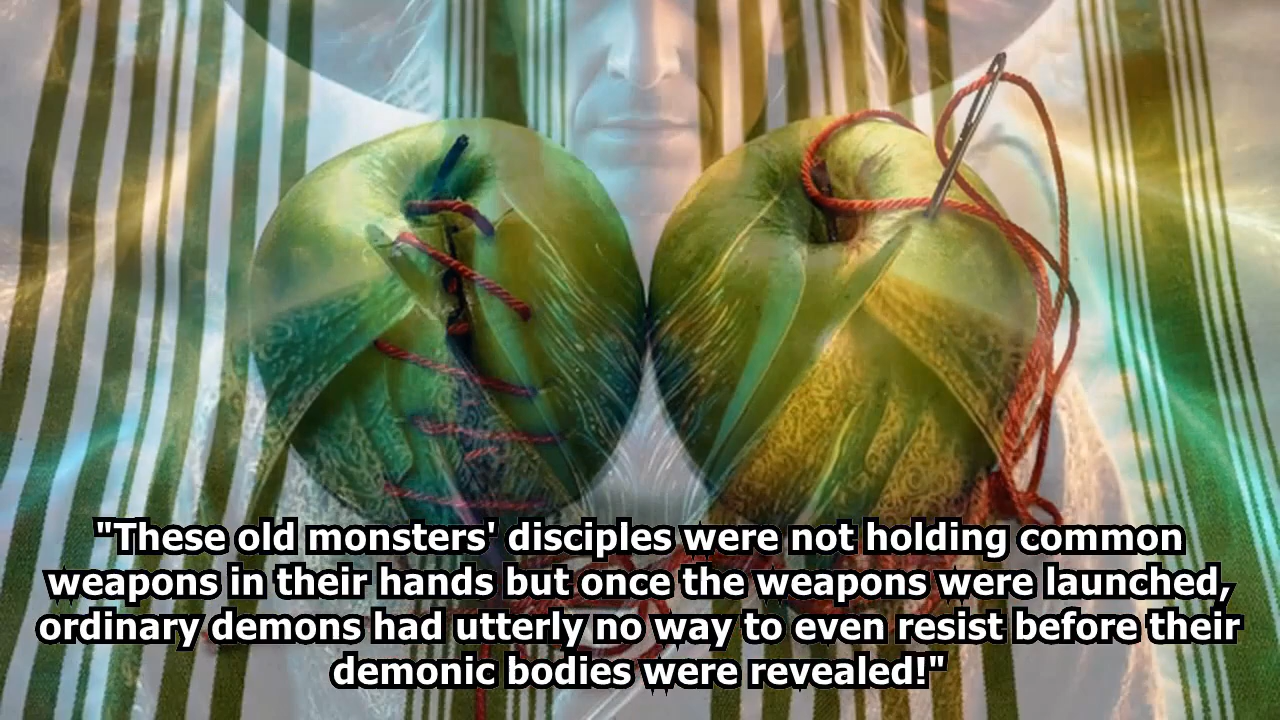 "These old monsters' disciples were not holding common
weapons in their hands but once the weapons were launched,
ordinary demons had utterly no way to even resist before their
demonic bodies were revealed!"